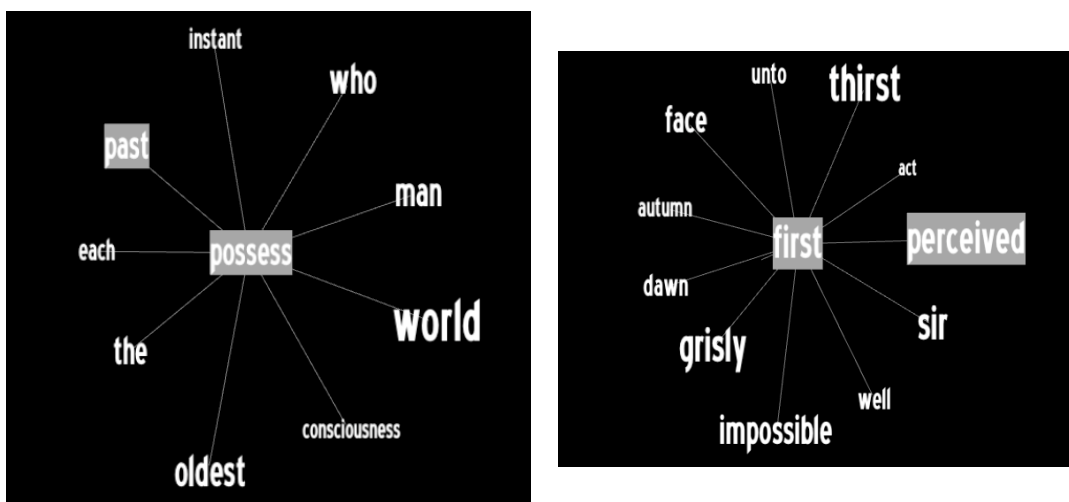 instant
who
past
man
each
possess
the
world
consciousness
oldest
unto
thirst
face
act
autumn
first
perceived
dawn
sir
grisly
well
impossible